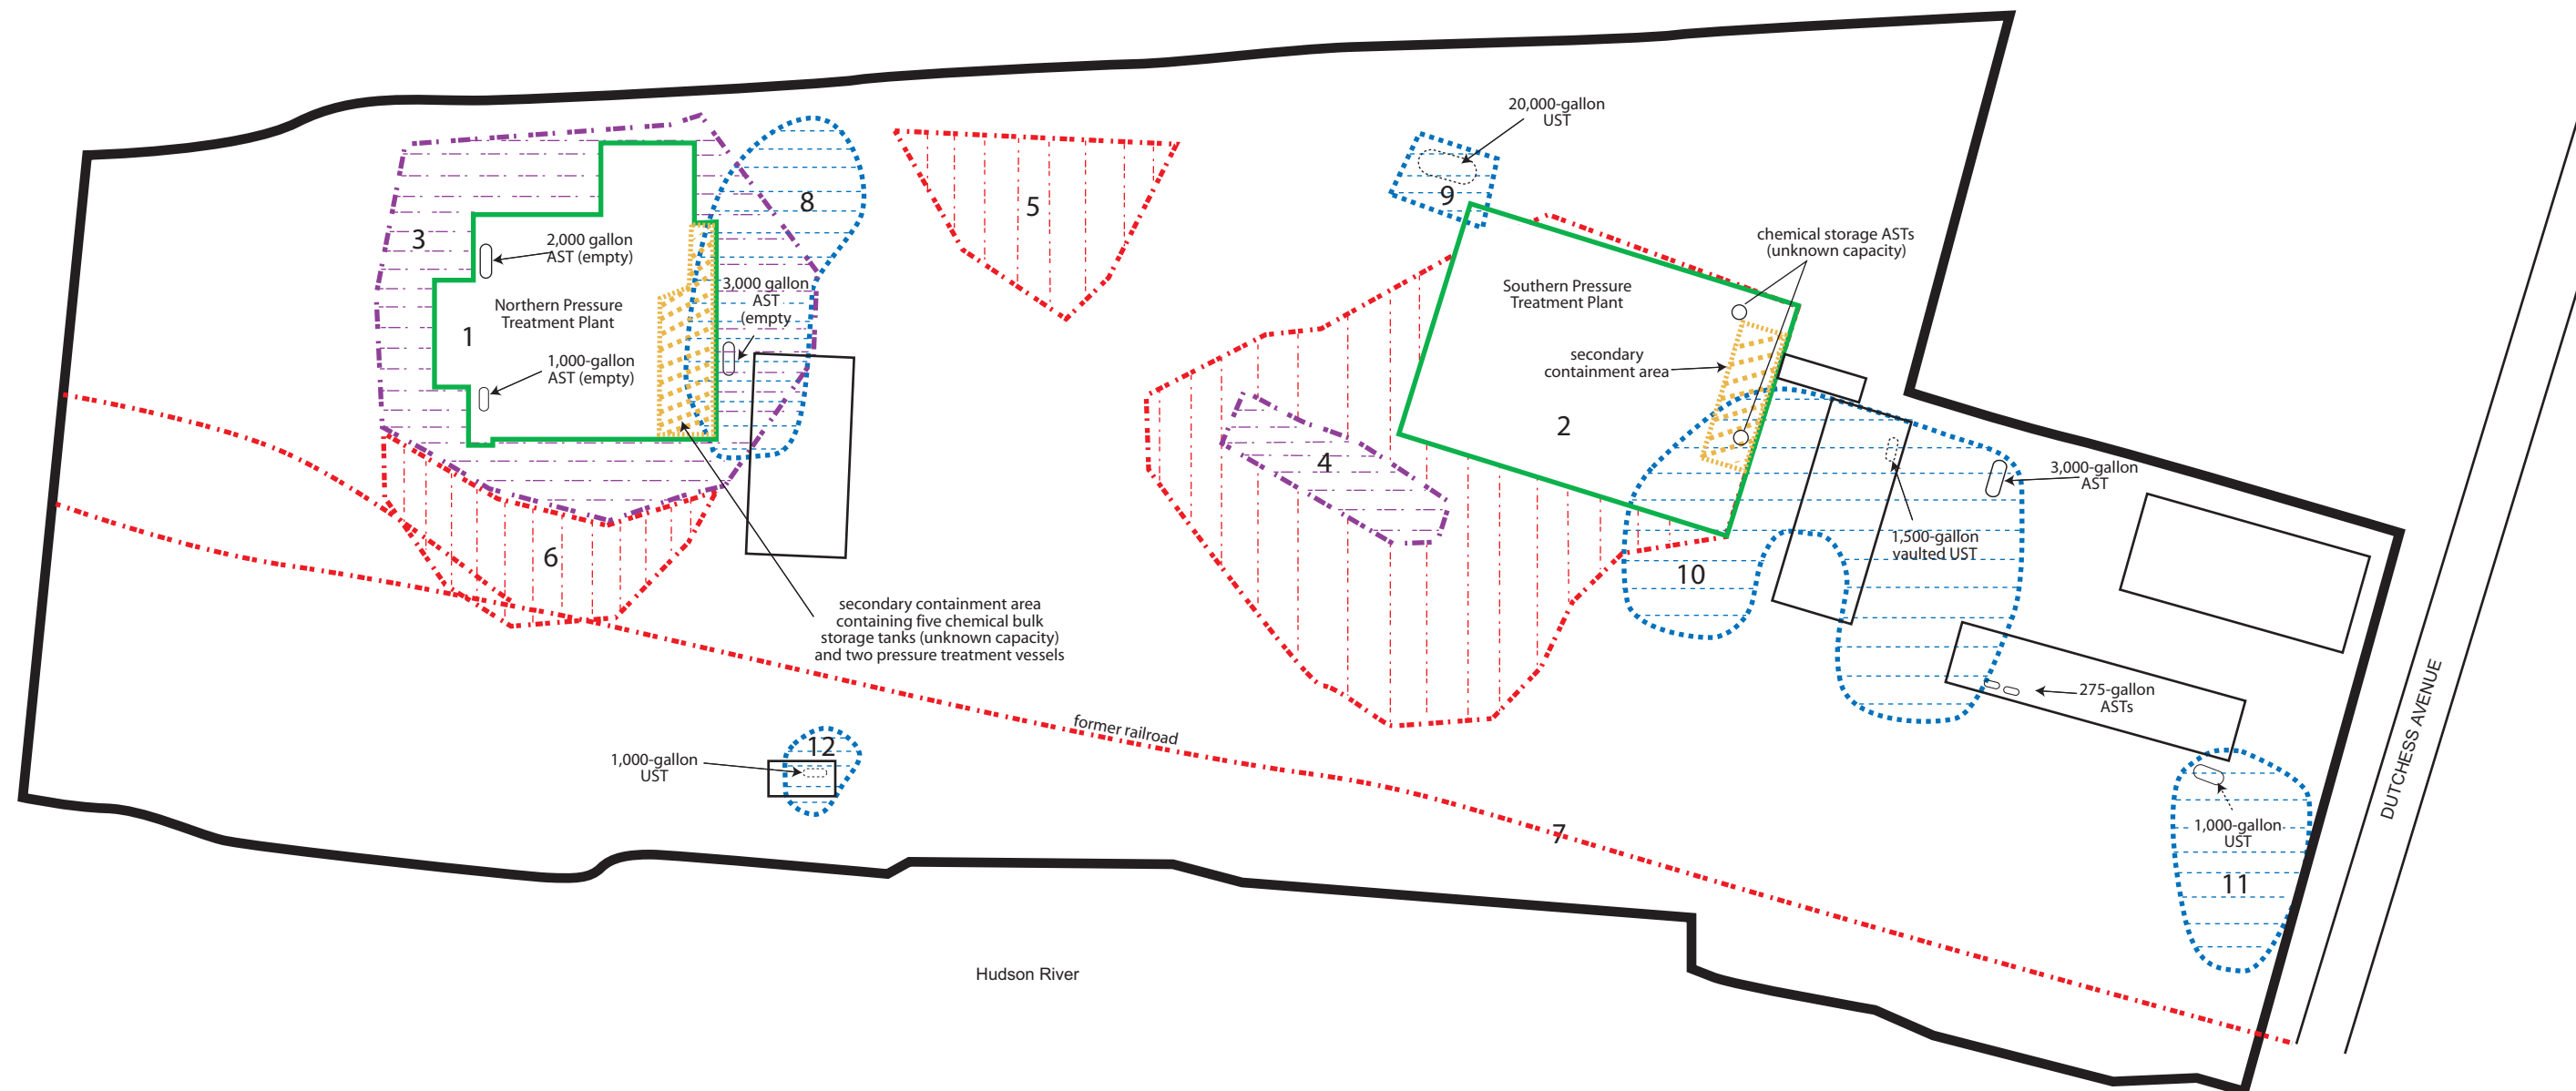 20,000-gallon
UST
8
5
9
3
2,000 gallon
AST (empty)
chemical storage ASTs
(unknown capacity)
3,000 gallon
AST
(empty
Northern Pressure
Treatment Plant
1
1,000-gallon
AST (empty)
Southern Pressure
Treatment Plant
secondary
containment area
2
4
3,000-gallon
AST
1,500-gallon
vaulted UST
6
10
secondary containment area
containing five chemical bulk
storage tanks (unknown capacity)
and two pressure treatment vessels
275-gallon
ASTs
former railroad
12
1,000-gallon
UST
DUTCHESS AVENUE
7
1,000-gallon
UST
11
Hudson River